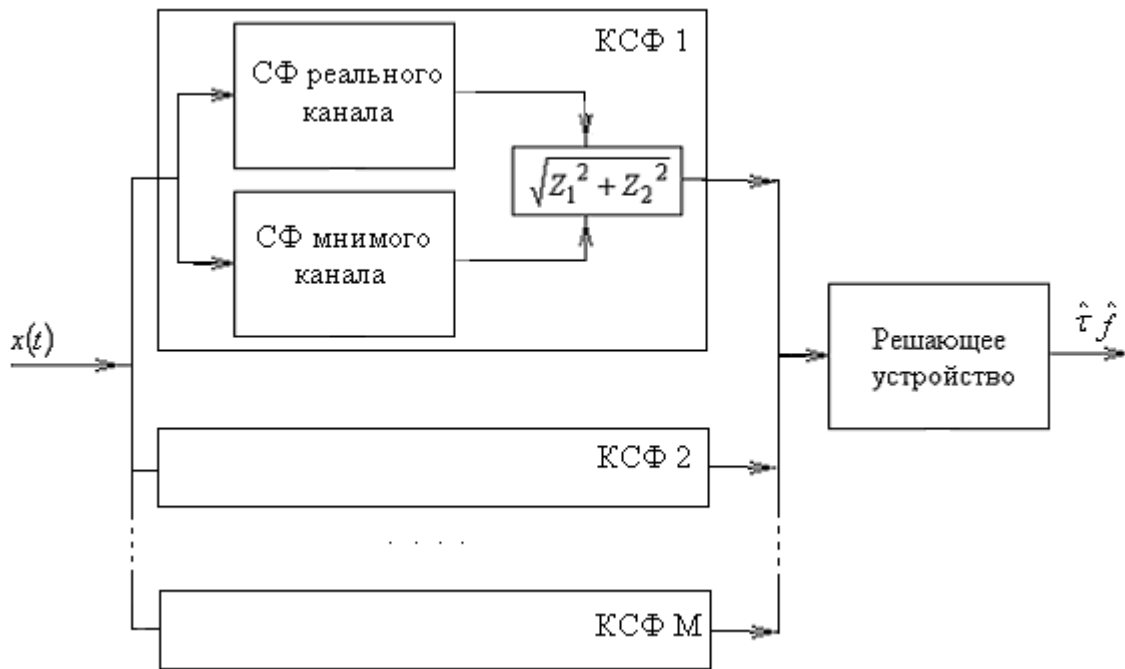 КСФ 1
СФ реального
канала
√Z₁² + Z₂²
СФ мнимого
канала
x(t)
Решающее
устройство
τ̂ f̂
КСФ 2
. . . .
КСФ М